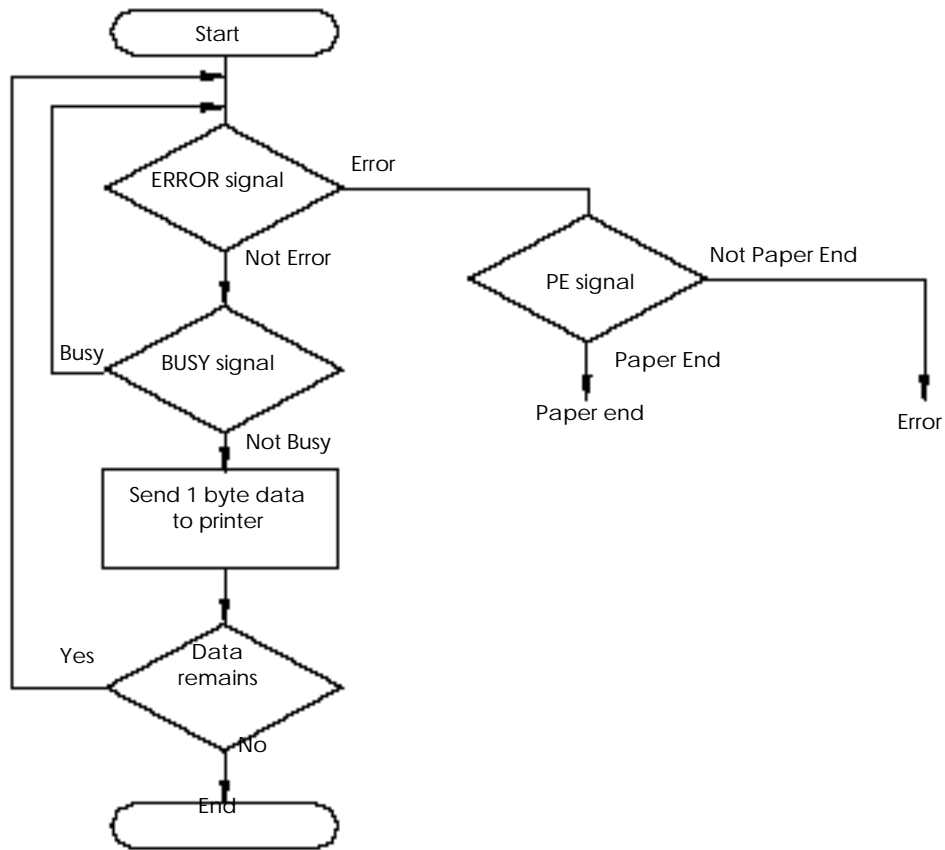 Start
ERROR signal
Error
Not Error
PE signal
Not Paper End
Paper End
Paper end
Error
Busy
BUSY signal
Not Busy
Send 1 byte data
to printer
Yes
Data
remains
No
End